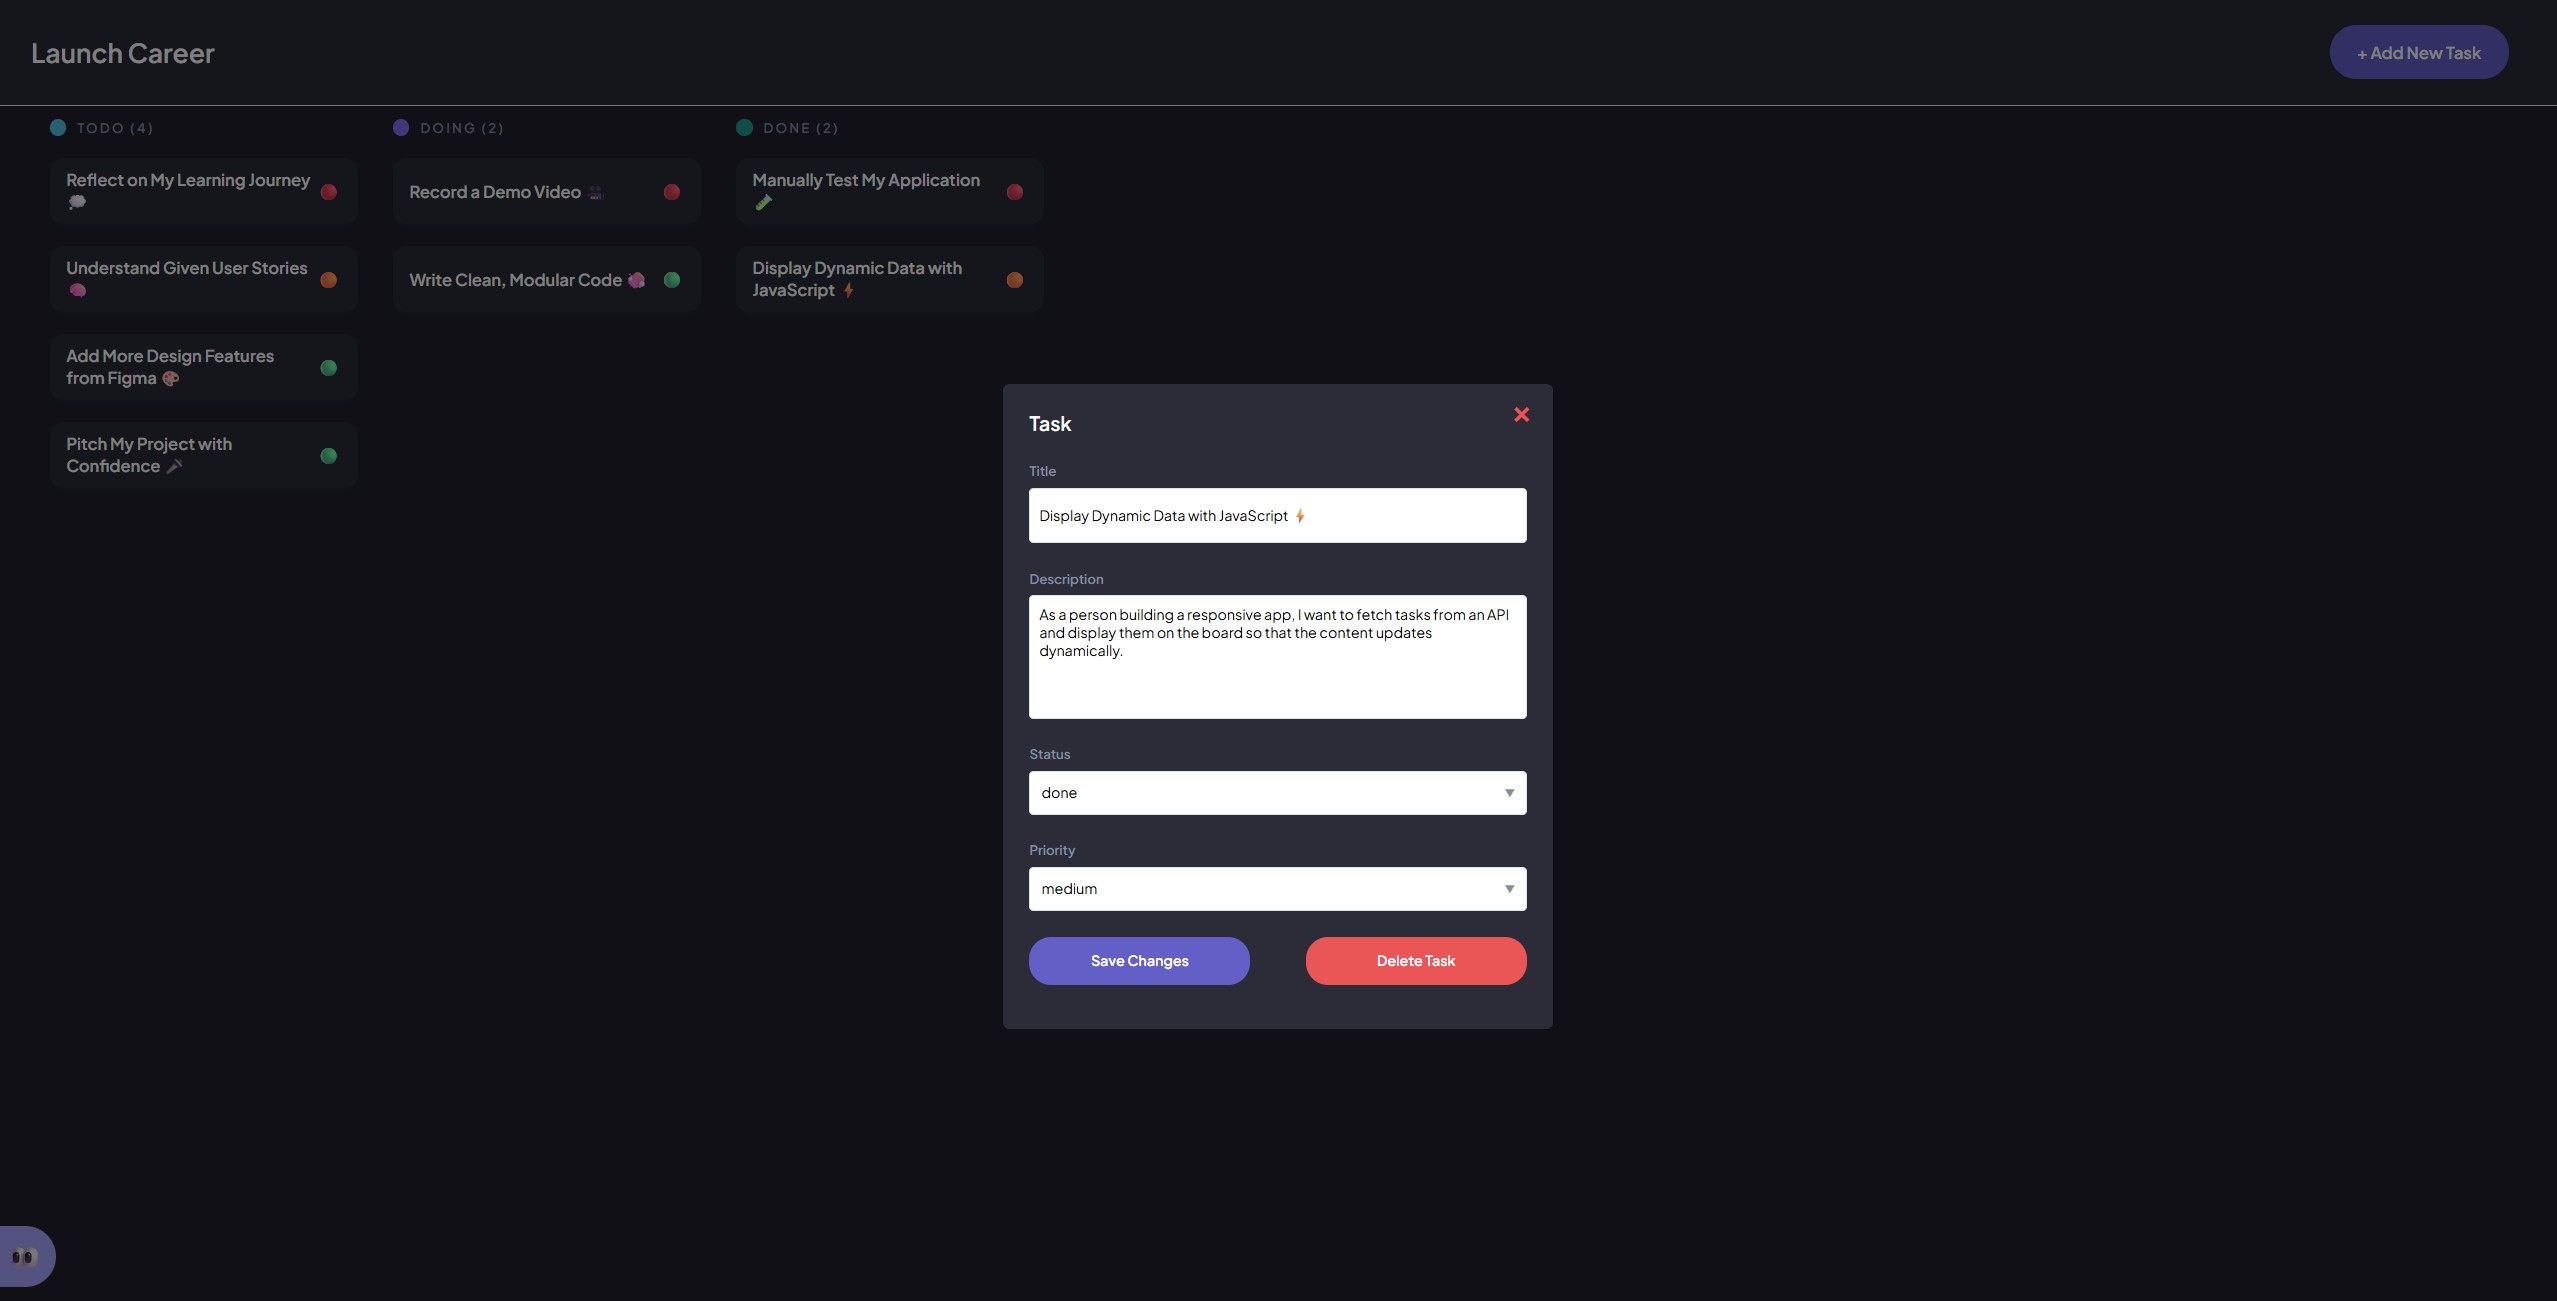 Launch Career
+ Add New Task
TODO (4)
Reflect on My Learning Journey
💭
Understand Given User Stories
🧠
Add More Design Features
from Figma 🎨
Pitch My Project with
Confidence 🎤
DOING (2)
Record a Demo Video 🎥
Write Clean, Modular Code 🧼
DONE (2)
Manually Test My Application
🧪
Display Dynamic Data with
JavaScript ⚡
Task
Title
Display Dynamic Data with JavaScript ⚡
Description
As a person building a responsive app, I want to fetch tasks from an API
and display them on the board so that the content updates
dynamically.
Status
done
Priority
medium
Save Changes
Delete Task